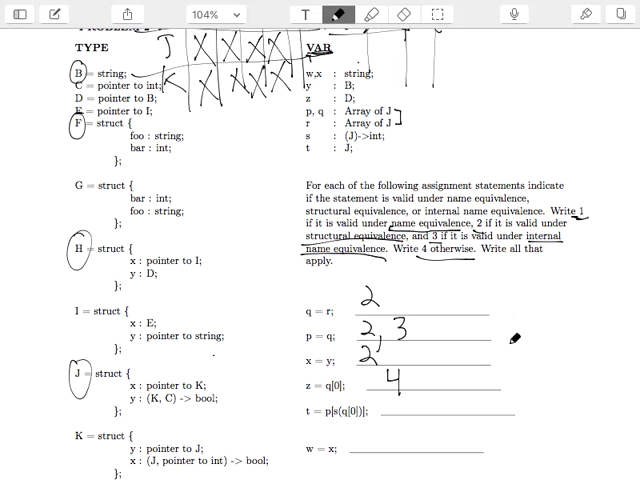 104%
T
J X X X X
TYPE
VAR
K X X X X
B = string;
C = pointer to int;
D = pointer to B;
E = pointer to I;
F = struct {
foo : string;
bar : int;
};
w,x : string;
y : B;
z : D;
p, q : Array of J
r : Array of J
s : (J)->int;
t : J;
G = struct {
bar : int;
foo : string;
};
For each of the following assignment statements indicate
if the statement is valid under name equivalence,
structural equivalence, or internal name equivalence. Write 1
if it is valid under name equivalence, 2 if it is valid under
structural equivalence, and 3 if it is valid under internal
name equivalence. Write 4 otherwise. Write all that
apply.
H = struct {
x : pointer to I;
y : D;
};
I = struct {
x : E;
y : pointer to string;
};
J = struct {
x : pointer to K;
y : (K, C) -> bool;
};
K = struct {
y : pointer to J;
x : (J, pointer to int) -> bool;
};
q = r; 2
p = q; 2, 3
x = y; 2
z = q[0]; 4
t = p[s(q[0])];
w = x;